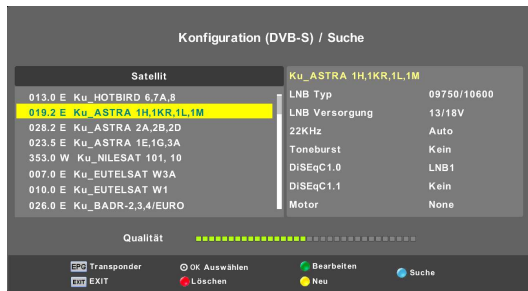 Konfiguration (DVB-S) / Suche
Satellit
013.0 E Ku_HOTBIRD 6,7A,8
019.2 E Ku_ASTRA 1H,1KR,1L,1M
028.2 E Ku_ASTRA 2A,2B,2D
023.5 E Ku_ASTRA 1E,1G,3A
353.0 W Ku_NILESAT 101, 10
007.0 E Ku_EUTELSAT W3A
010.0 E Ku_EUTELSAT W1
026.0 E Ku_BADR-2,3,4/EURO
Ku_ASTRA 1H,1KR,1L,1M
LNB Typ 09750/10600
LNB Versorgung 13/18V
22KHz Auto
Toneburst Kein
DiSEqC1.0 LNB1
DiSEqC1.1 Kein
Motor None
Qualität
EPG Transponder OK Auswählen Bearbeiten Suche
EXIT EXIT Löschen Neu